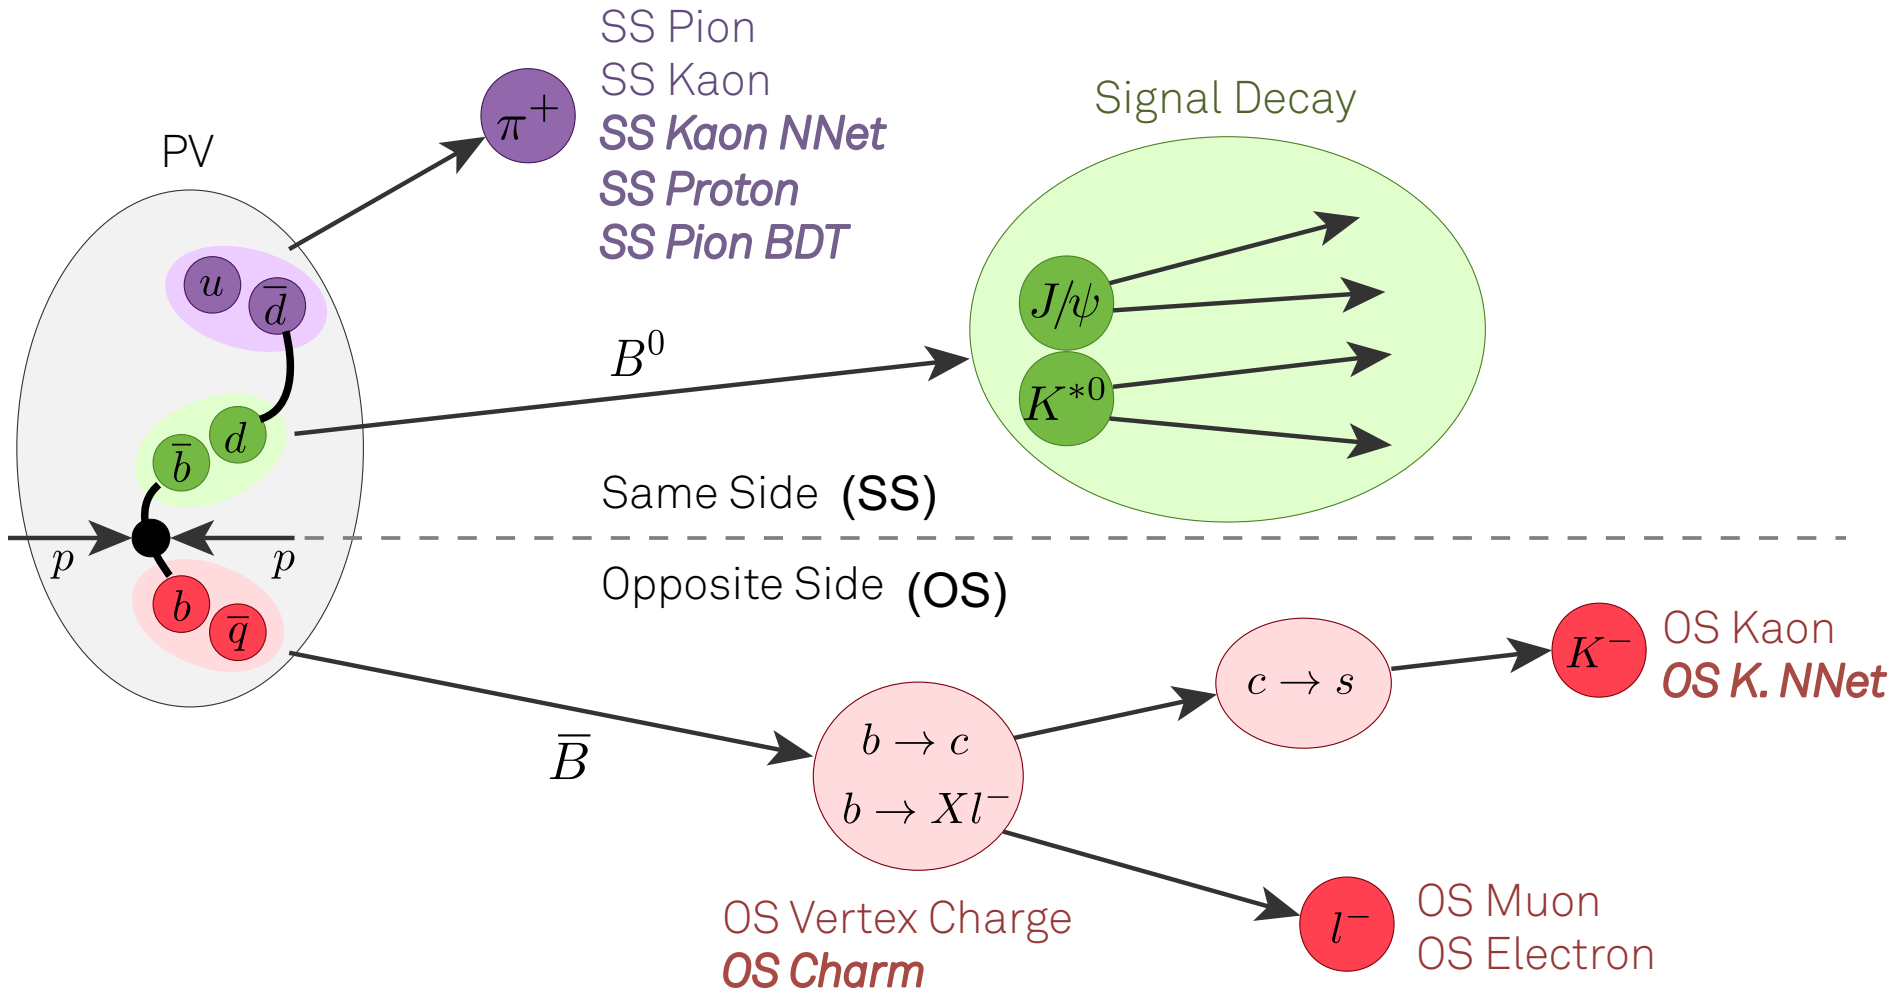 SS Pion
SS Kaon
SS Kaon NNet
SS Proton
SS Pion BDT
π⁺
Signal Decay
PV
u
d̅
J/ψ
K*⁰
B⁰
d
b̅
Same Side (SS)
p
p
Opposite Side (OS)
b
q̅
B̅
b → c
b → Xl⁻
c → s
K⁻
OS Kaon
OS K. NNet
OS Vertex Charge
OS Charm
l⁻
OS Muon
OS Electron